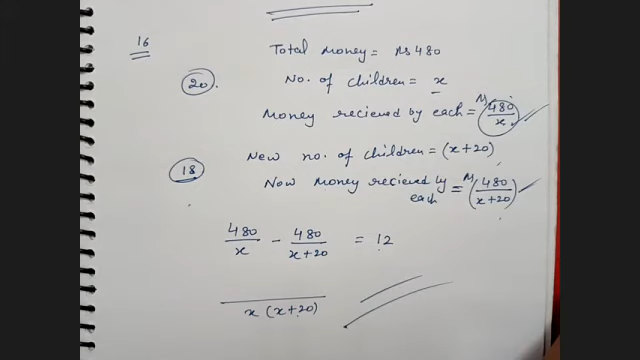 16
Total money = Rs 480
20.
No. of children = x
Money recieved by each = Rs 480/x
New no. of children = (x+20)
18
Now money recieved by each = Rs (480/x+20)
480/x - 480/x+20 = 12
x (x+20)